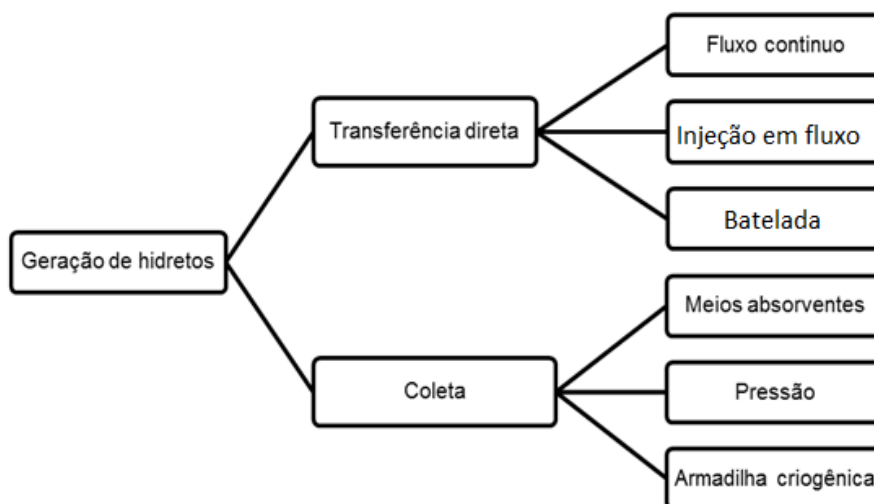 Geração de hidretos
Transferência direta
Fluxo continuo
Injeção em fluxo
Batelada
Coleta
Meios absorventes
Pressão
Armadilha criogênica